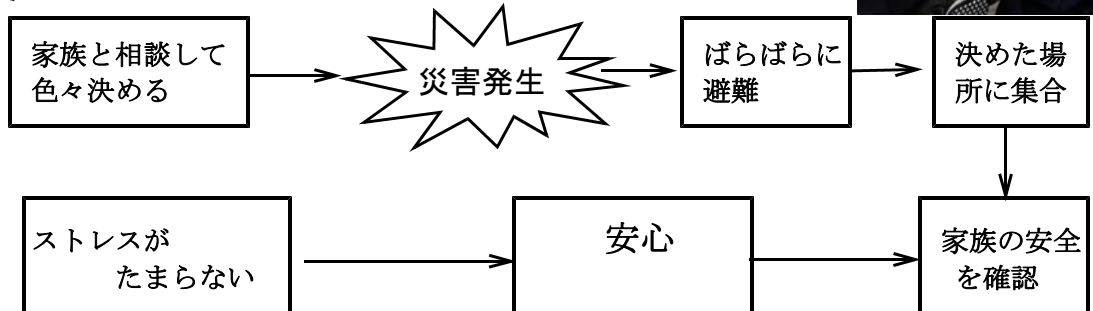 家族と相談して
色々決める
災害発生
ばらばらに
避難
決めた場
所に集合
ストレスが
たまらない
安心
家族の安全
を確認